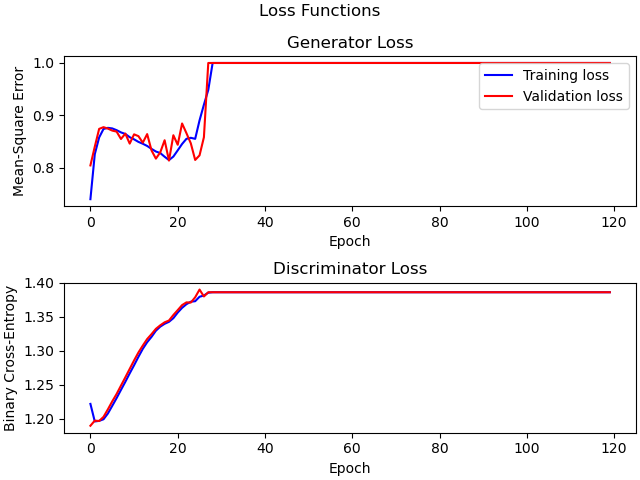 Loss Functions
Generator Loss
Mean-Square Error
1.0
0.9
0.8
Training loss
Validation loss
0 20 40 60 80 100 120
Epoch
Discriminator Loss
Binary Cross-Entropy
1.40
1.35
1.30
1.25
1.20
0 20 40 60 80 100 120
Epoch